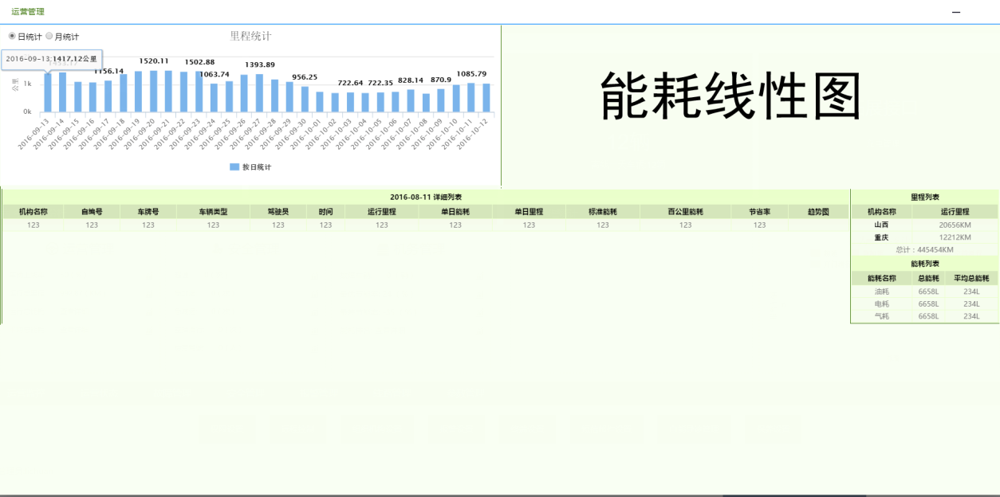 运营管理
日统计 月统计
里程统计
2016-09-13:1417.12公里
1156.14 1520.11 1502.88 1063.74 1393.89 956.25 722.64 722.35 828.14 870.9 1085.79
公里
1k
0k
2016-09-13 2016-09-14 2016-09-15 2016-09-16 2016-09-17 2016-09-18 2016-09-19 2016-09-20 2016-09-21 2016-09-22 2016-09-23 2016-09-24 2016-09-25 2016-09-26 2016-09-27 2016-09-28 2016-09-29 2016-09-30 2016-10-01 2016-10-02 2016-10-03 2016-10-04 2016-10-05 2016-10-06 2016-10-07 2016-10-08 2016-10-09 2016-10-10 2016-10-11 2016-10-12
按日统计
能耗线性图
2016-08-11 详细列表
机构名称 自编号 车牌号 车辆类型 驾驶员 时间 运行里程 单日能耗 单日里程 标准能耗 百公里能耗 节省率 趋势图
123 123 123 123 123 123 123 123 123 123 123 123
里程列表
机构名称 运行里程
山西 20656KM
重庆 12212KM
总计：445454KM
能耗列表
能耗名称 总能耗 平均总能耗
油耗 6658L 234L
电耗 6658L 234L
气耗 6658L 234L